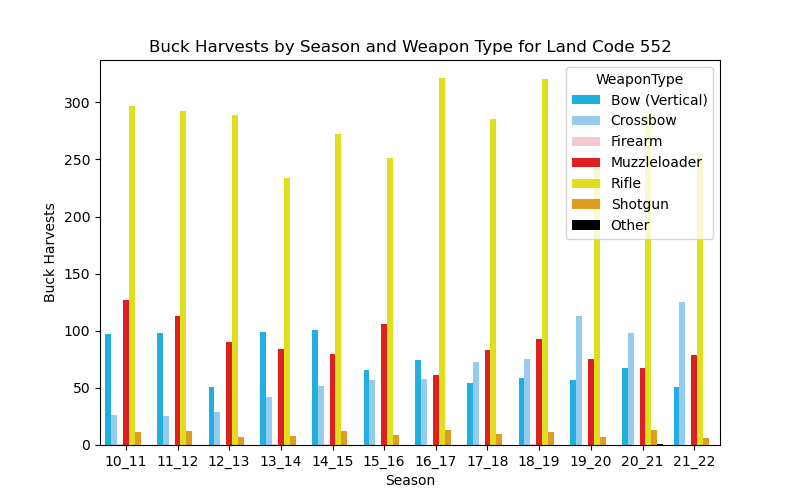 Buck Harvests by Season and Weapon Type for Land Code 552
WeaponType
Bow (Vertical)
Crossbow
Firearm
Muzzleloader
Rifle
Shotgun
Other
300
250
200
150
100
50
0
Buck Harvests
10_11 11_12 12_13 13_14 14_15 15_16 16_17 17_18 18_19 19_20 20_21 21_22
Season